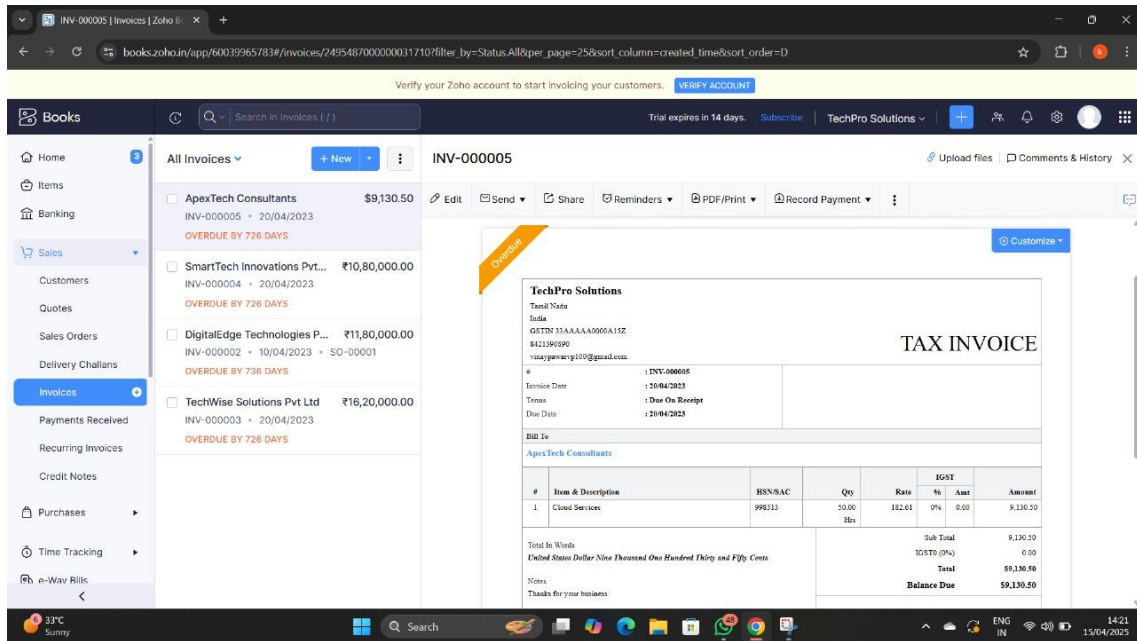 INV-000005 | Invoices | Zoho Bo
books.zoho.in/app/60039965783#/invoices/2495487000000031710?filter_by=Status.All&per_page=25&sort_column=created_time&sort_order=D
Verify your Zoho account to start invoicing your customers. VERIFY ACCOUNT
Books
Search in Invoices ( / )
Trial expires in 14 days. Subscribe
TechPro Solutions
Home 3
Items
Banking
Sales
Customers
Quotes
Sales Orders
Delivery Challans
Invoices
Payments Received
Recurring Invoices
Credit Notes
Purchases
Time Tracking
e-Way Bills
All Invoices
+ New
ApexTech Consultants $9,130.50
INV-000005 • 20/04/2023
OVERDUE BY 726 DAYS
SmartTech Innovations Pvt... ₹10,80,000.00
INV-000004 • 20/04/2023
OVERDUE BY 726 DAYS
DigitalEdge Technologies P... ₹11,80,000.00
INV-000002 • 10/04/2023 • SO-00001
OVERDUE BY 736 DAYS
TechWise Solutions Pvt Ltd ₹16,20,000.00
INV-000003 • 20/04/2023
OVERDUE BY 726 DAYS
INV-000005
Upload files
Comments & History
Edit Send Share Reminders PDF/Print Record Payment
Customize
Overdue
TechPro Solutions
Tamil Nadu
India
GSTIN 33AAAAA0000A15Z
8421390890
vinaypawarvp100@gmail.com
TAX INVOICE
# : INV-000005
Invoice Date : 20/04/2023
Terms : Due On Receipt
Due Date : 20/04/2023
Bill To
ApexTech Consultants
IGST
# Item & Description HSN/SAC Qty Rate % Amt Amount
1 Cloud Services 998313 50.00 182.61 0% 0.00 9,130.50
Hrs
Total In Words
United States Dollar Nine Thousand One Hundred Thirty and Fifty Cents
Notes
Thanks for your business.
Sub Total 9,130.50
IGST0 (0%) 0.00
Total $9,130.50
Balance Due $9,130.50
6
33°C
Sunny
Search
48
ENG
IN
14:21
15/04/2025